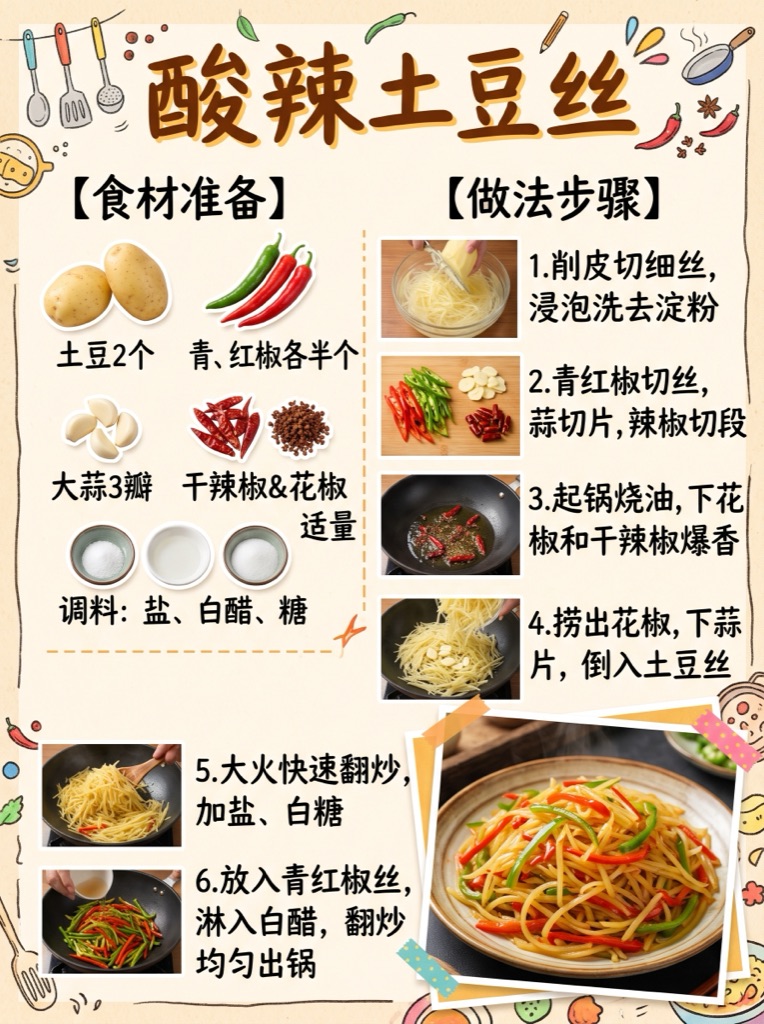 酸辣土豆丝
【食材准备】
土豆2个
青、红椒各半个
大蒜3瓣
干辣椒&花椒
适量
调料：盐、白醋、糖
【做法步骤】
1.削皮切细丝，
浸泡洗去淀粉
2.青红椒切丝，
蒜切片，辣椒切段
3.起锅烧油，下花
椒和干辣椒爆香
4.捞出花椒，下蒜
片，倒入土豆丝
5.大火快速翻炒，
加盐、白糖
6.放入青红椒丝，
淋入白醋，翻炒
均匀出锅